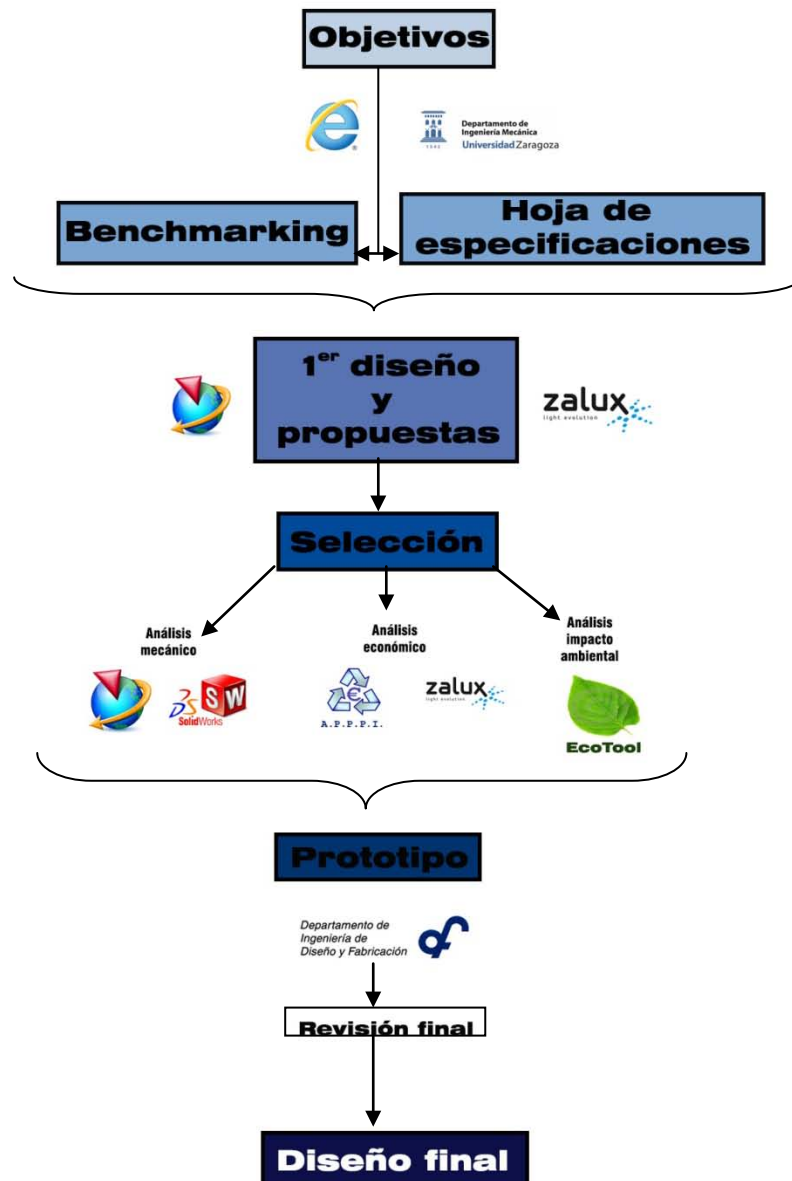 Objetivos
Departamento de
Ingeniería Mecánica
Universidad Zaragoza
1542
Benchmarking
Hoja de
especificaciones
1er diseño
y
propuestas
zalux
light evolution
Selección
Análisis
mecánico
Análisis
económico
Análisis
impacto
ambiental
SW
SolidWorks
€
A.P.P.P.I.
zalux
light evolution
EcoTool
Prototipo
Departamento de
Ingeniería de
Diseño y Fabricación
Revisión final
Diseño final